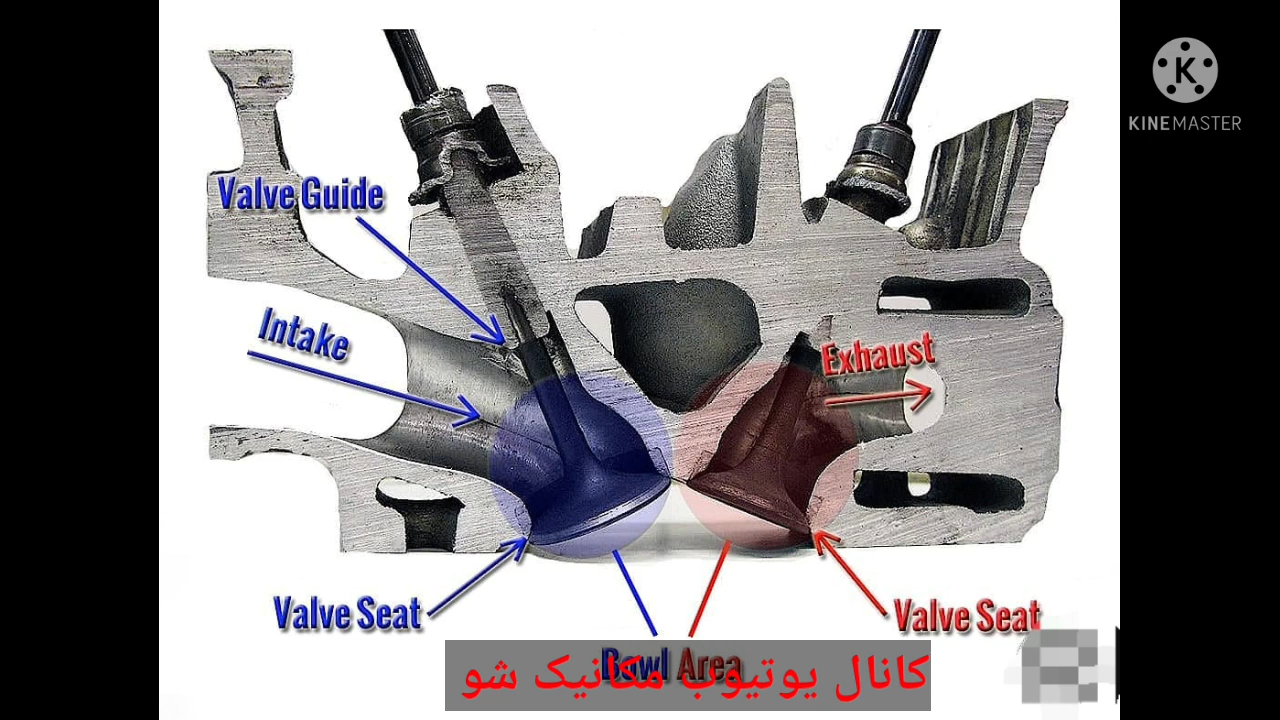 KINEMASTER
Valve Guide
Intake
Exhaust
Valve Seat
Valve Seat
Bowl Area
کانال یوتیوب مکانیک شو